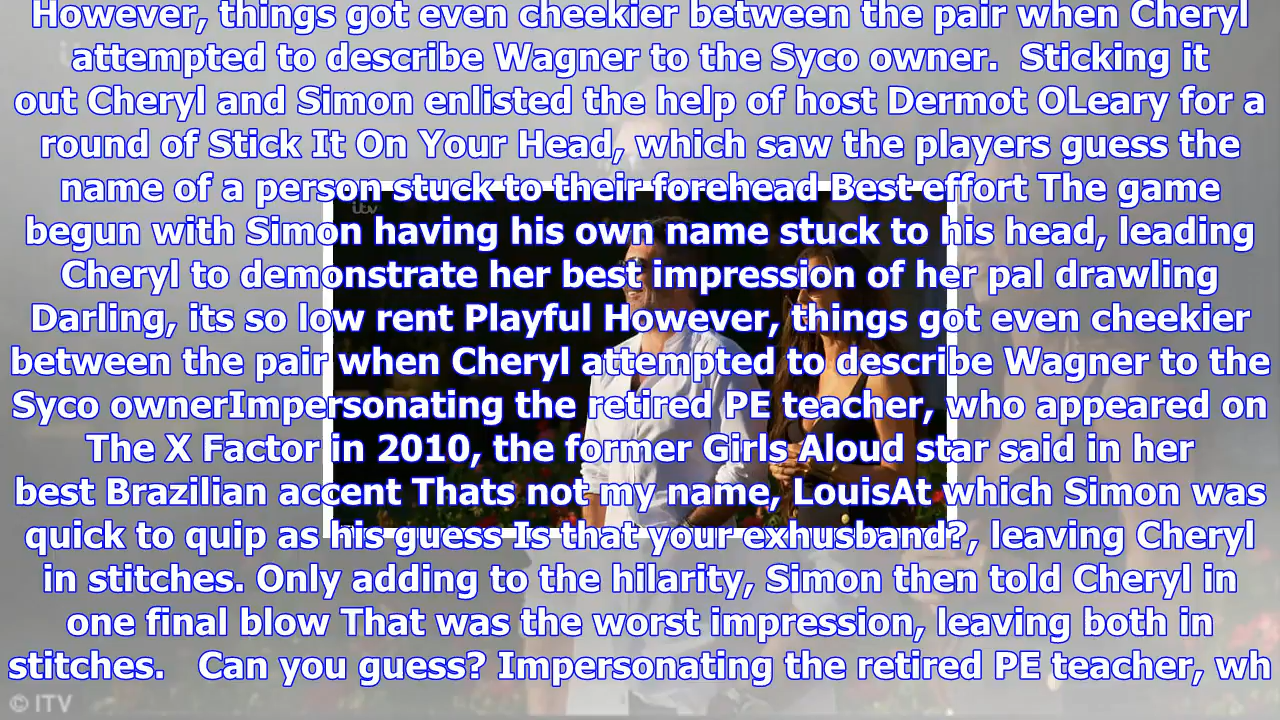 However, things got even cheekier between the pair when Cheryl
attempted to describe Wagner to the Syco owner.  Sticking it
out Cheryl and Simon enlisted the help of host Dermot OLeary for a
round of Stick It On Your Head, which saw the players guess the
name of a person stuck to their forehead Best effort The game
itv
begun with Simon having his own name stuck to his head, leading
Cheryl to demonstrate her best impression of her pal drawling
Darling, its so low rent Playful However, things got even cheekier
between the pair when Cheryl attempted to describe Wagner to the
Syco ownerImpersonating the retired PE teacher, who appeared on
The X Factor in 2010, the former Girls Aloud star said in her
best Brazilian accent Thats not my name, LouisAt which Simon was
quick to quip as his guess Is that your exhusband?, leaving Cheryl
in stitches. Only adding to the hilarity, Simon then told Cheryl in
one final blow That was the worst impression, leaving both in
stitches.   Can you guess? Impersonating the retired PE teacher, wh
© ITV